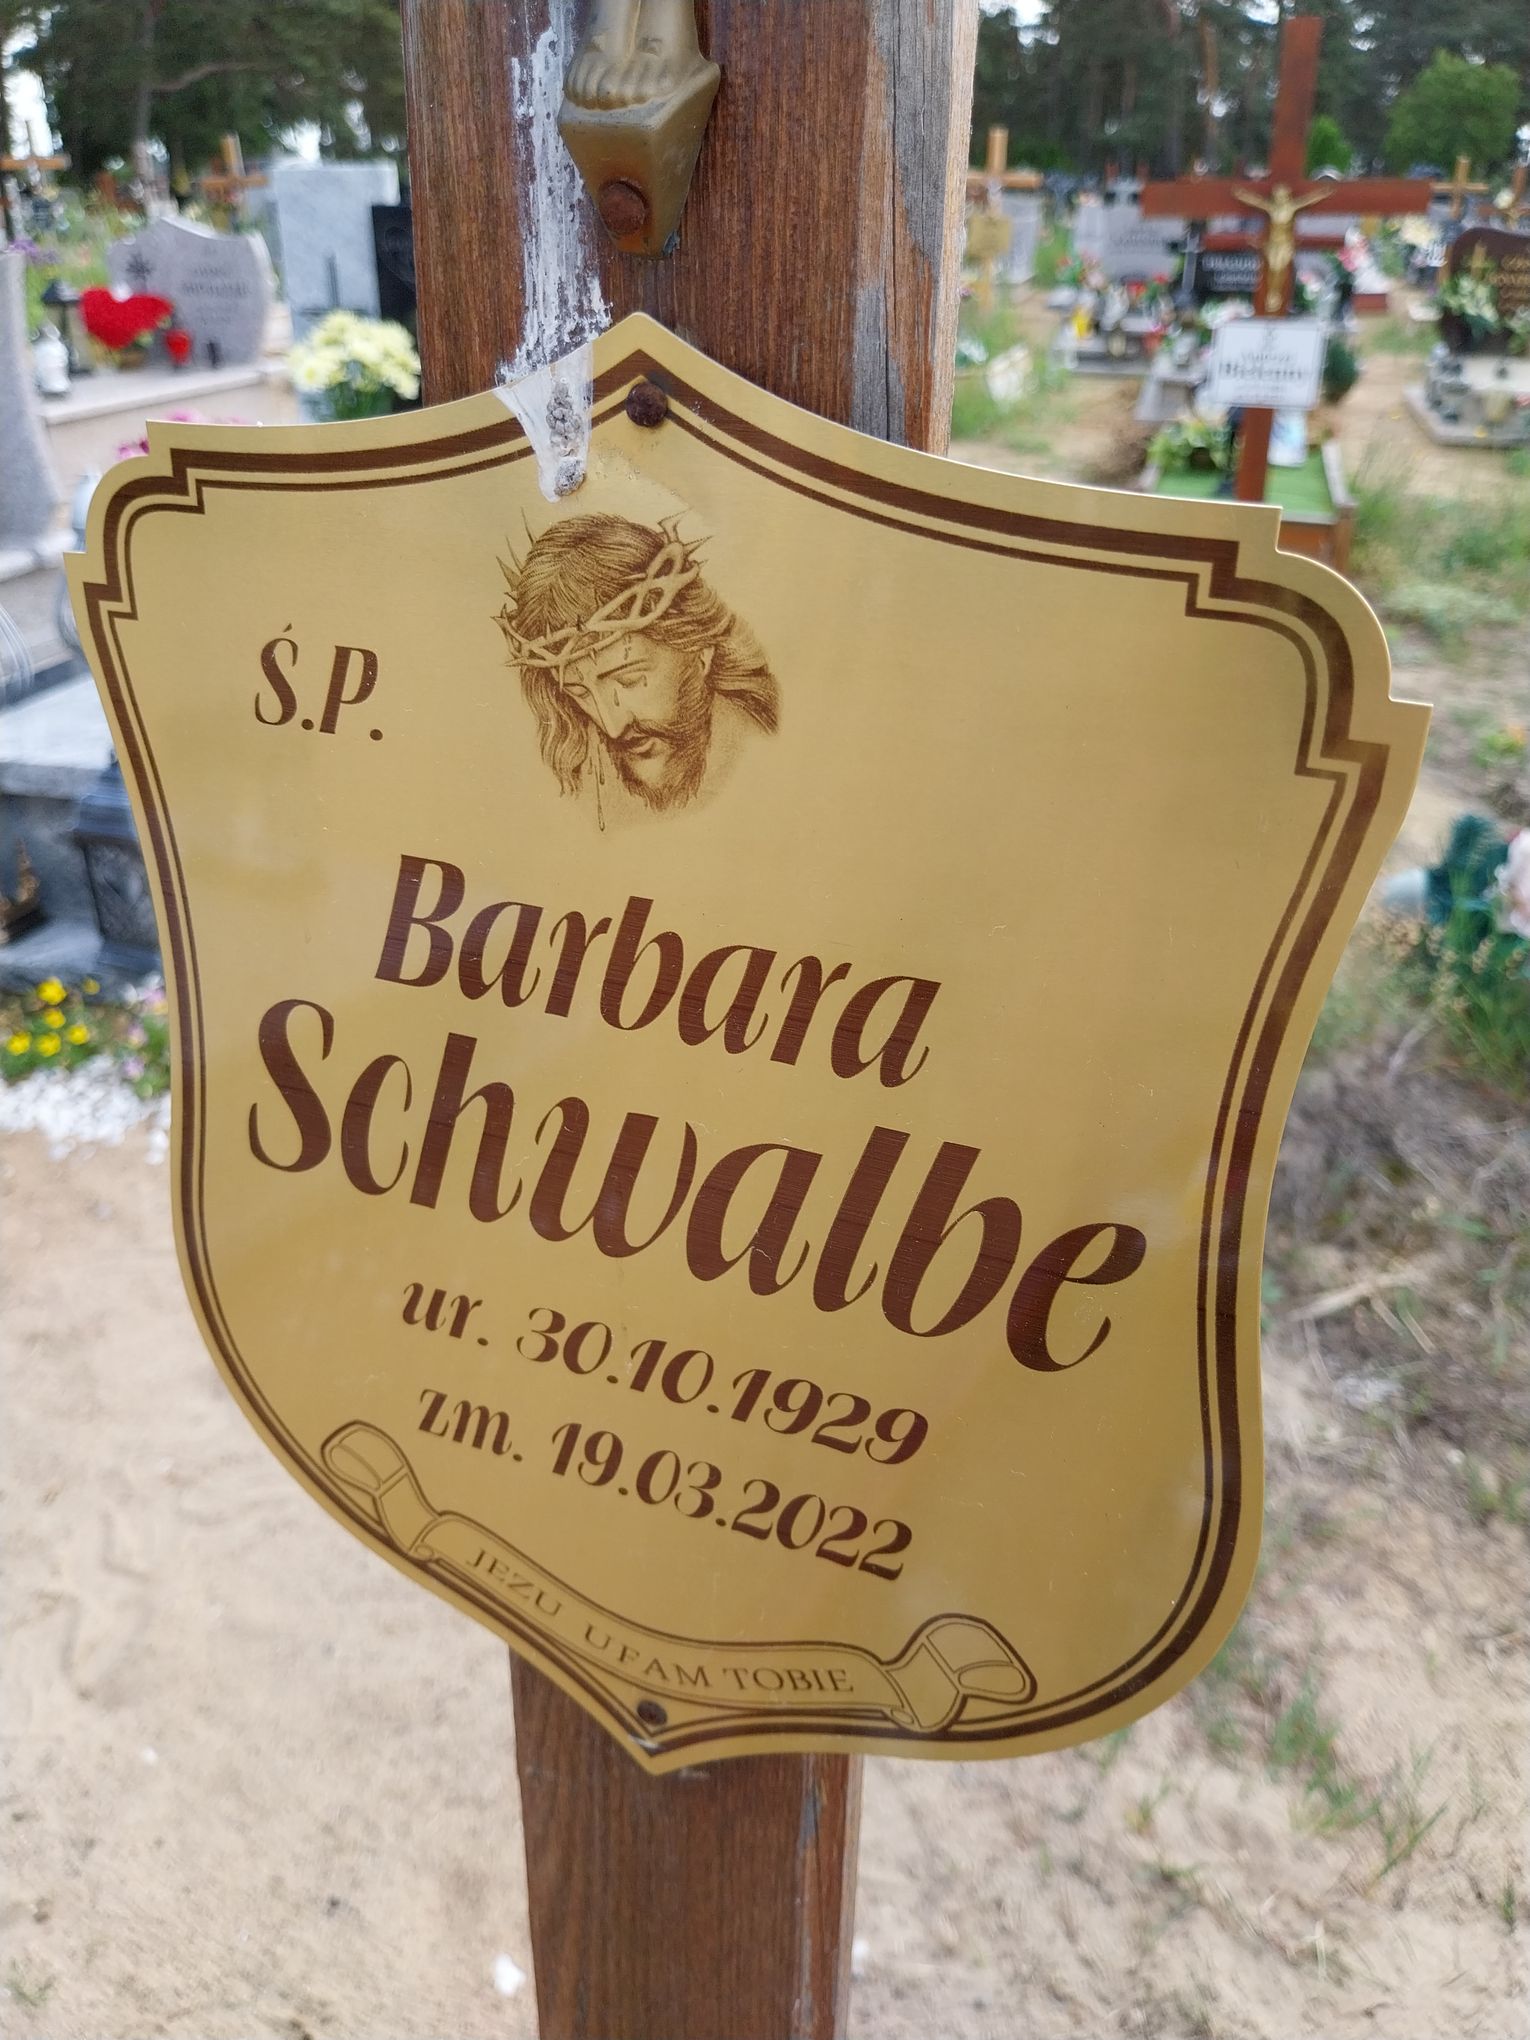 Ś.P.
Barbara
Schwalbe
ur. 30.10.1929
zm. 19.03.2022
JEZU UFAM TOBIE